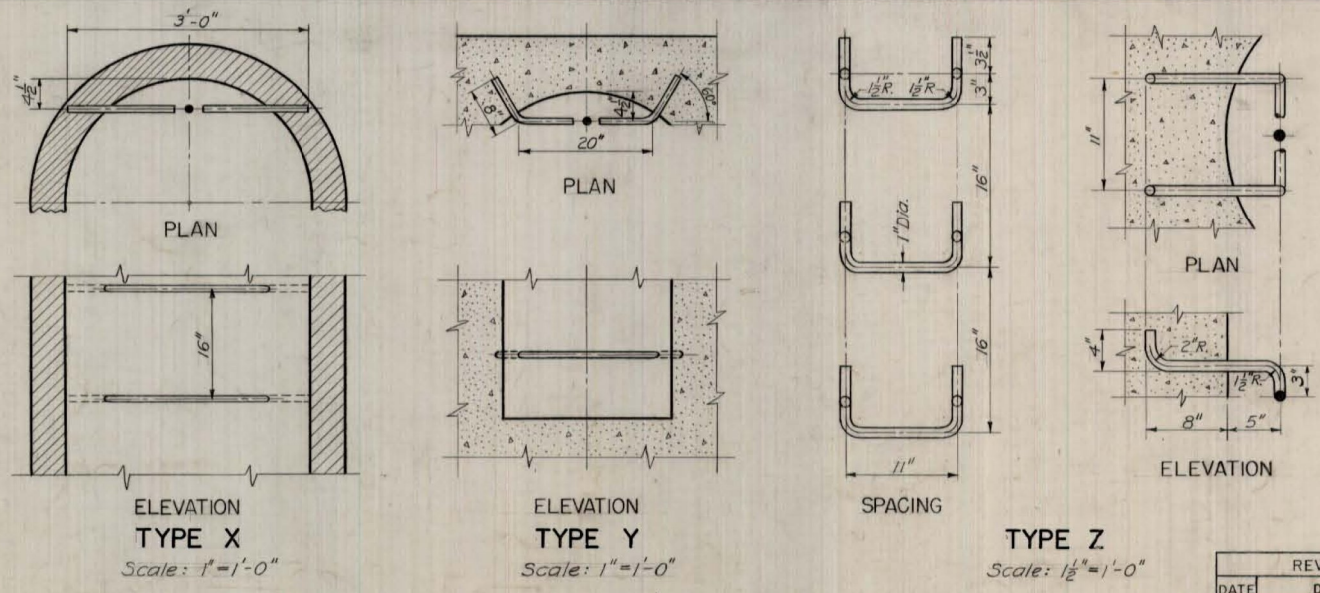 3'-0"
4½"
PLAN
16"
ELEVATION
TYPE X
Scale: 1"=1'-0"
8"
4½"
60°
20"
PLAN
ELEVATION
TYPE Y
Scale: 1"=1'-0"
3½"
1½"R.
1½"R.
3"
16"
1" Dia.
16"
11"
SPACING
11"
PLAN
4"
2"R.
1½"R.
3"
8"
5"
ELEVATION
TYPE Z
Scale: 1½"=1'-0"
REV
DATE
D